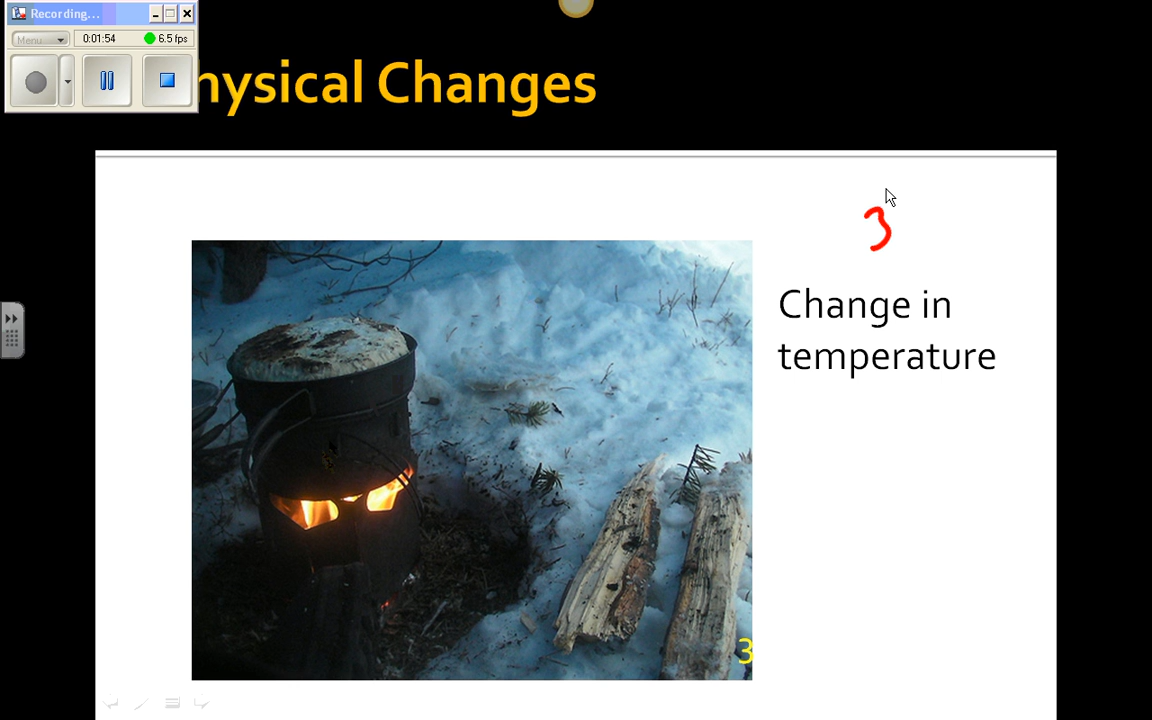 Recording...
Menu
0:01:54
6.5 fps
hysical Changes
3
Change in
temperature
3